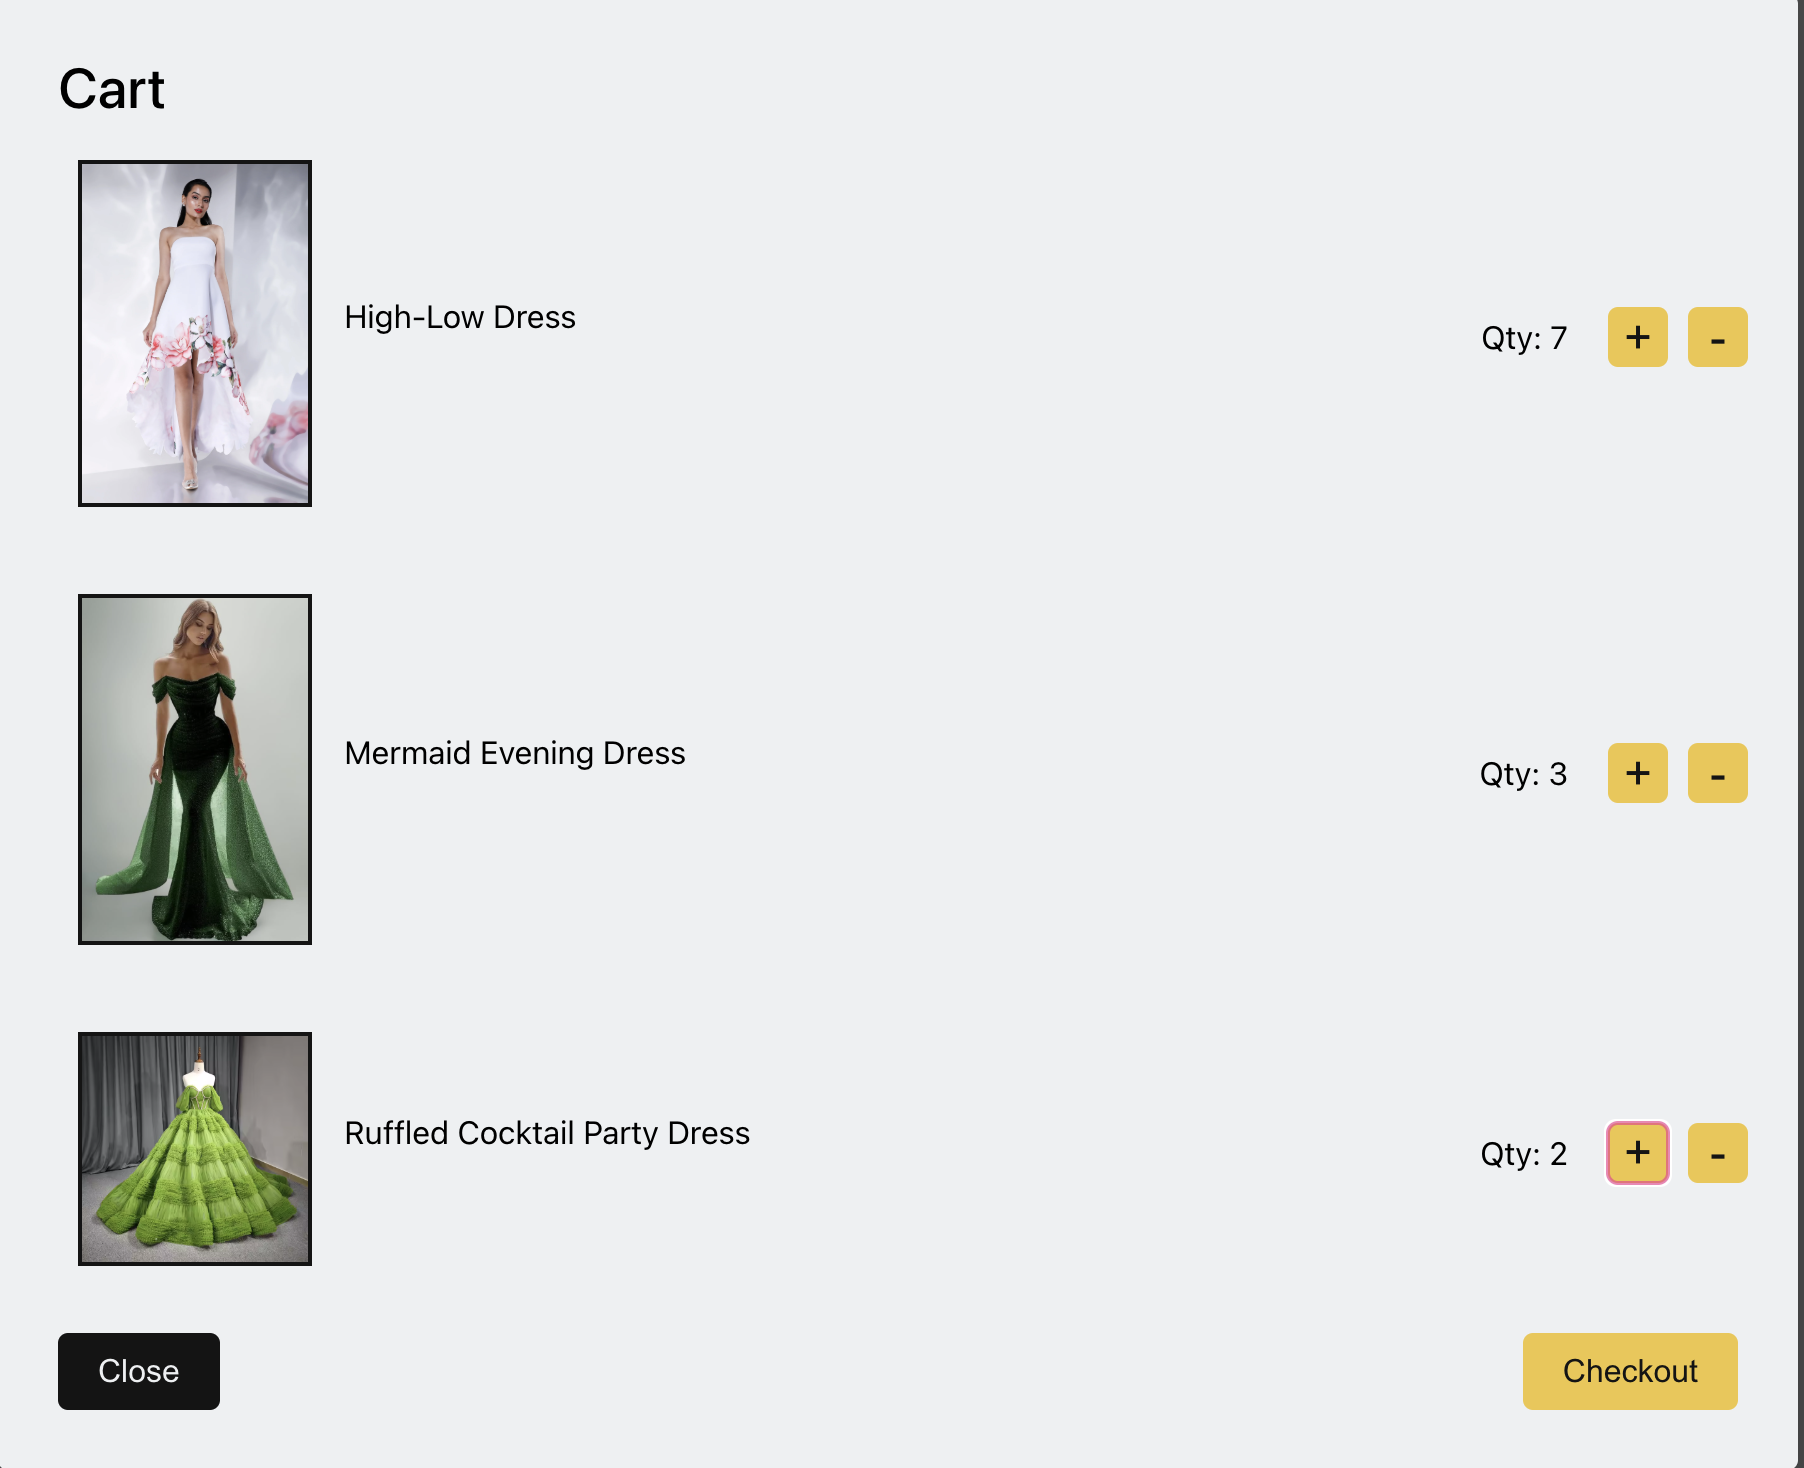 Cart
High-Low Dress
Qty: 7 + -
Mermaid Evening Dress
Qty: 3 + -
Ruffled Cocktail Party Dress
Qty: 2 + -
Close
Checkout